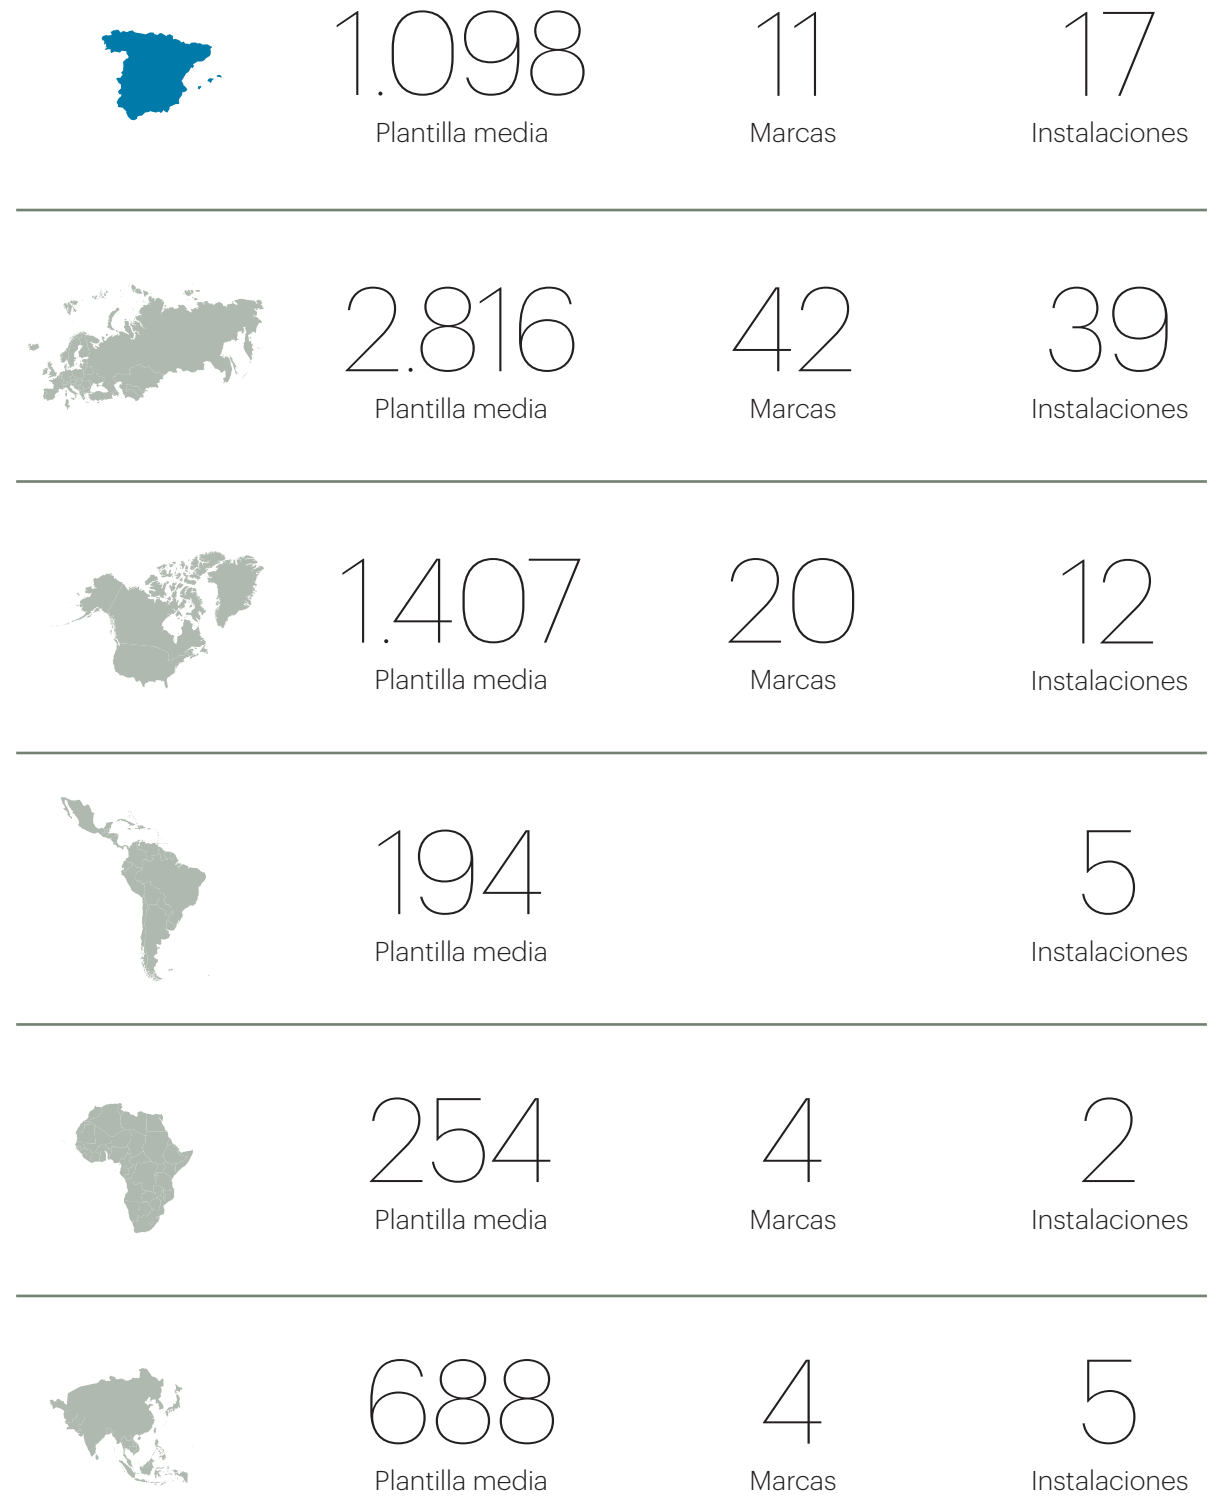 1.098 11 17
Plantilla media Marcas Instalaciones
2.816 42 39
Plantilla media Marcas Instalaciones
1.407 20 12
Plantilla media Marcas Instalaciones
194 5
Plantilla media Instalaciones
254 4 2
Plantilla media Marcas Instalaciones
688 4 5
Plantilla media Marcas Instalaciones